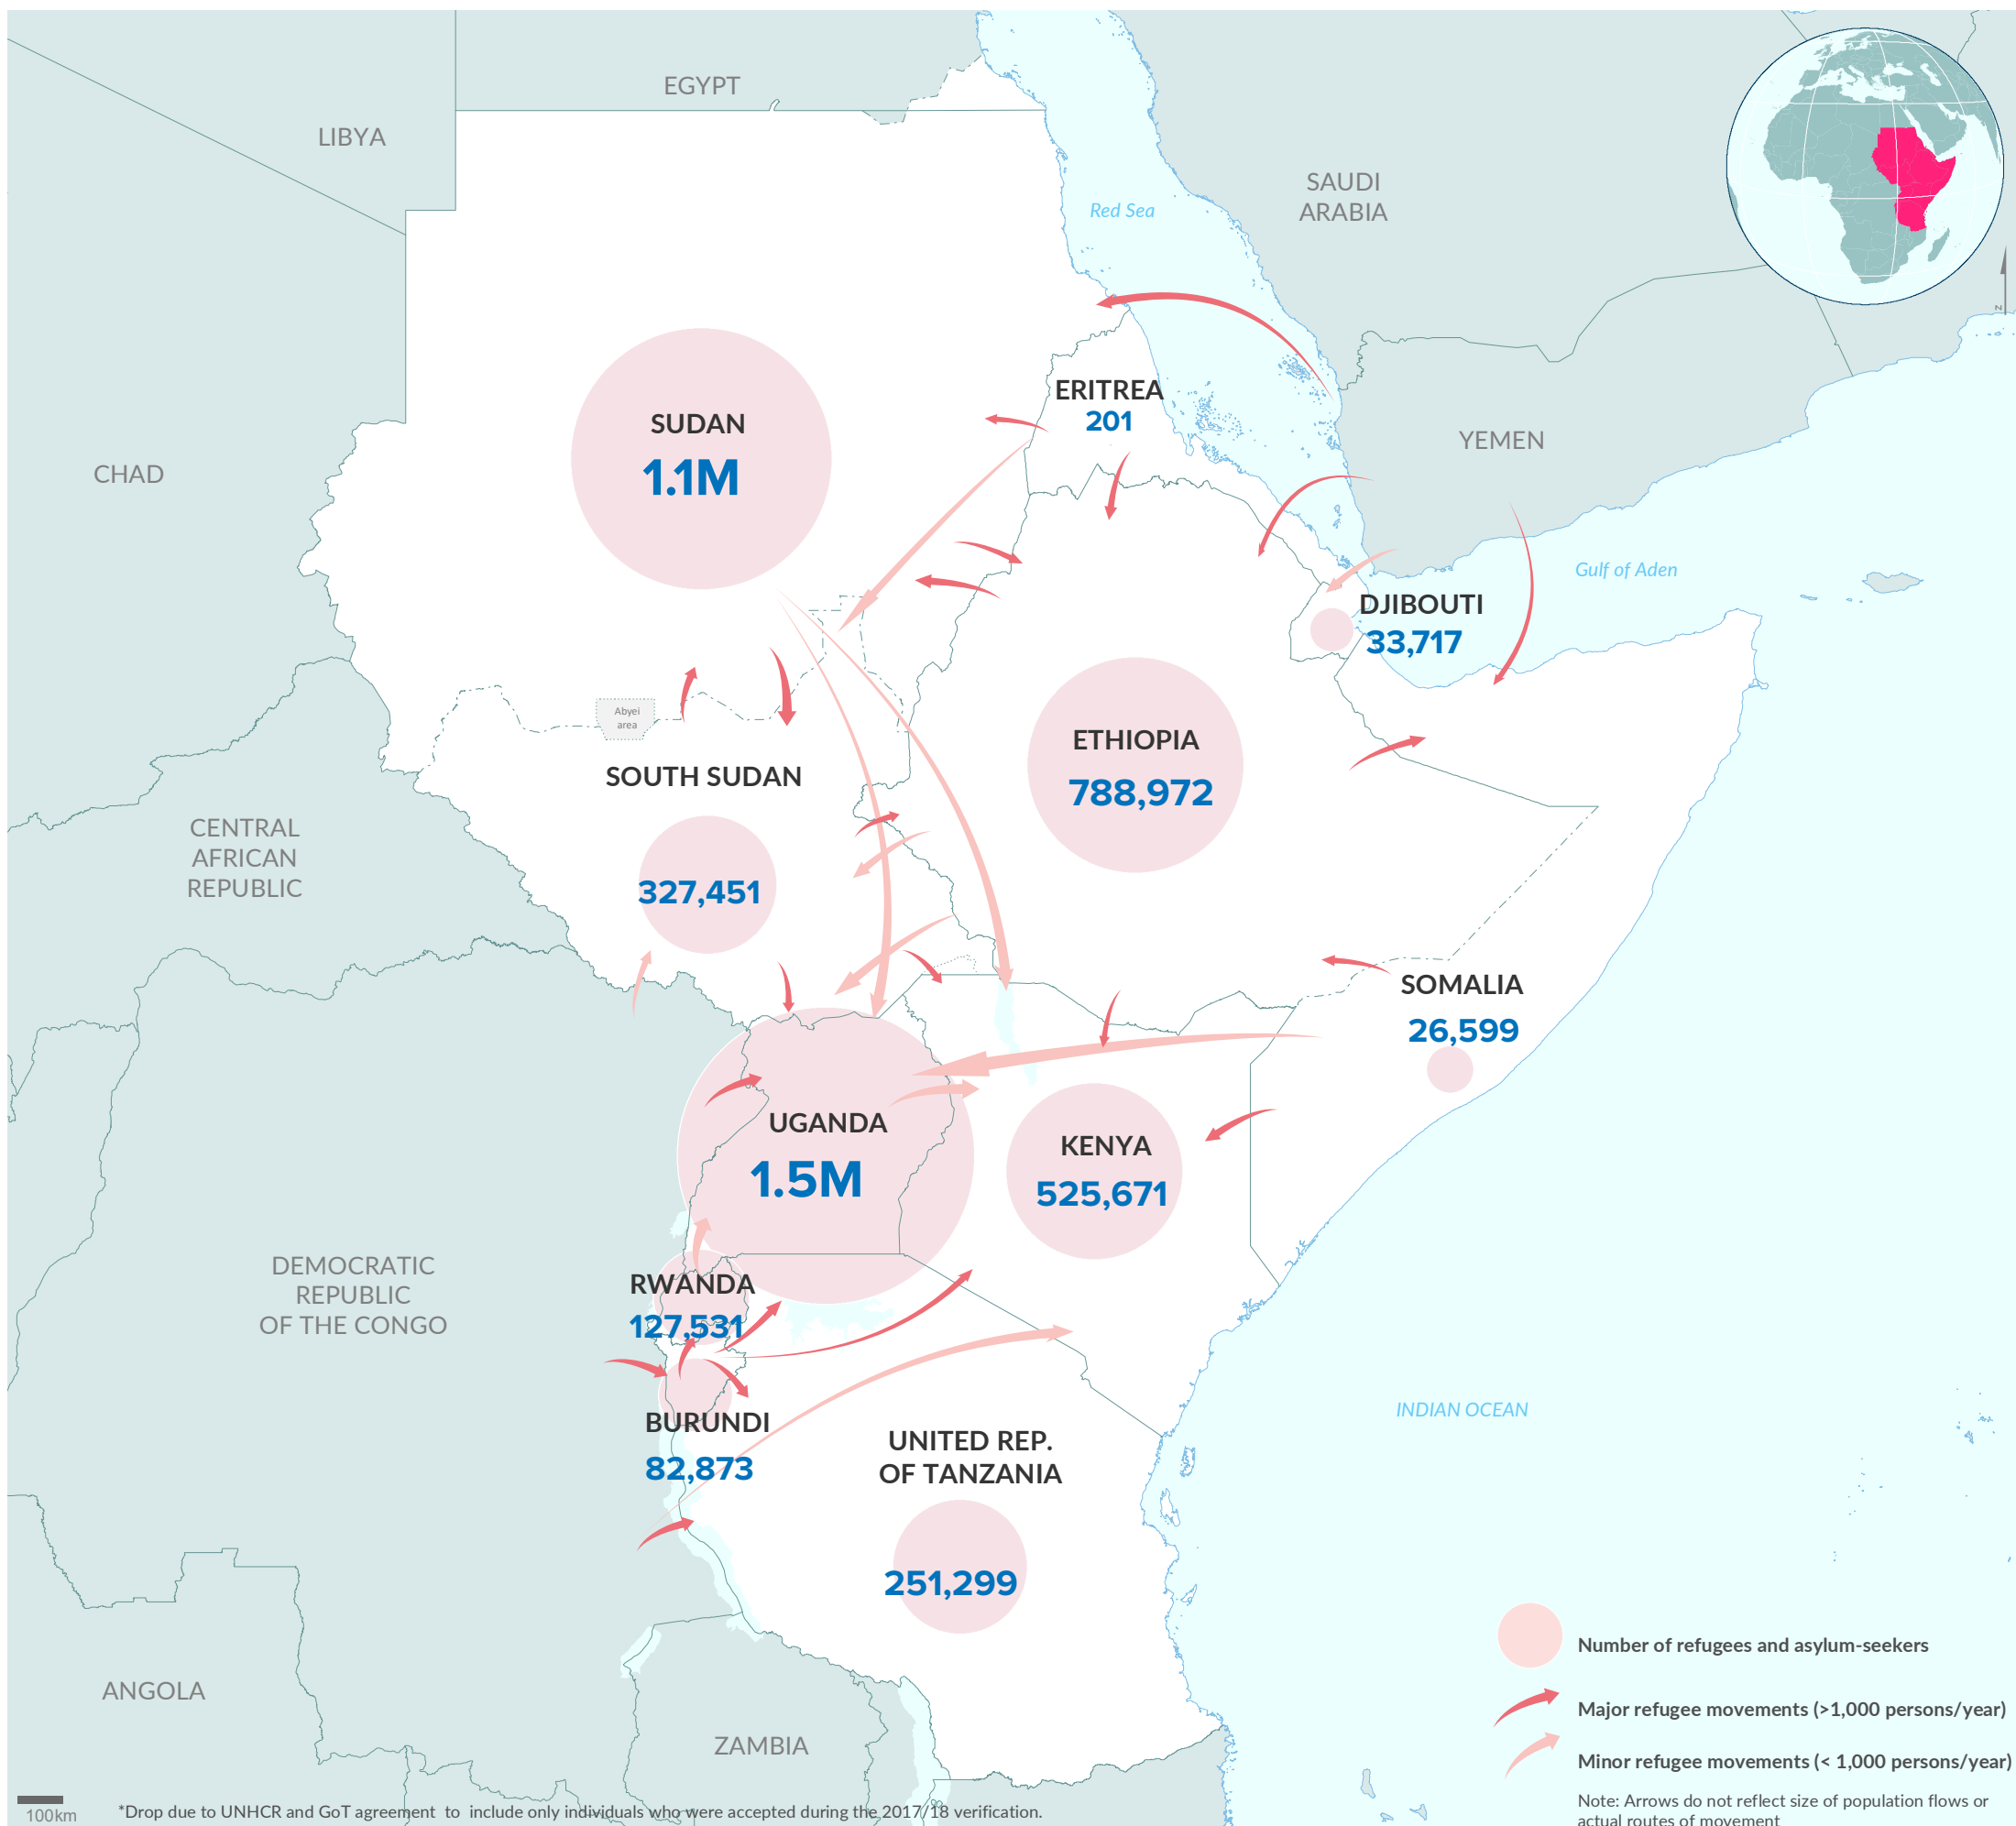 EGYPT
LIBYA
SAUDI
ARABIA
Red Sea
N
ERITREA
201
SUDAN
1.1M
YEMEN
CHAD
Gulf of Aden
DJIBOUTI
33,717
Abyei
area
ETHIOPIA
788,972
SOUTH SUDAN
327,451
CENTRAL
AFRICAN
REPUBLIC
SOMALIA
26,599
UGANDA
1.5M
KENYA
525,671
DEMOCRATIC
REPUBLIC
OF THE CONGO
RWANDA
127,531
BURUNDI
82,873
INDIAN OCEAN
UNITED REP.
OF TANZANIA
251,299
ANGOLA
ZAMBIA
Number of refugees and asylum-seekers
Major refugee movements (>1,000 persons/year)
Minor refugee movements (< 1,000 persons/year)
Note: Arrows do not reflect size of population flows or
actual routes of movement
100km
*Drop due to UNHCR and GoT agreement to include only individuals who were accepted during the 2017/18 verification.